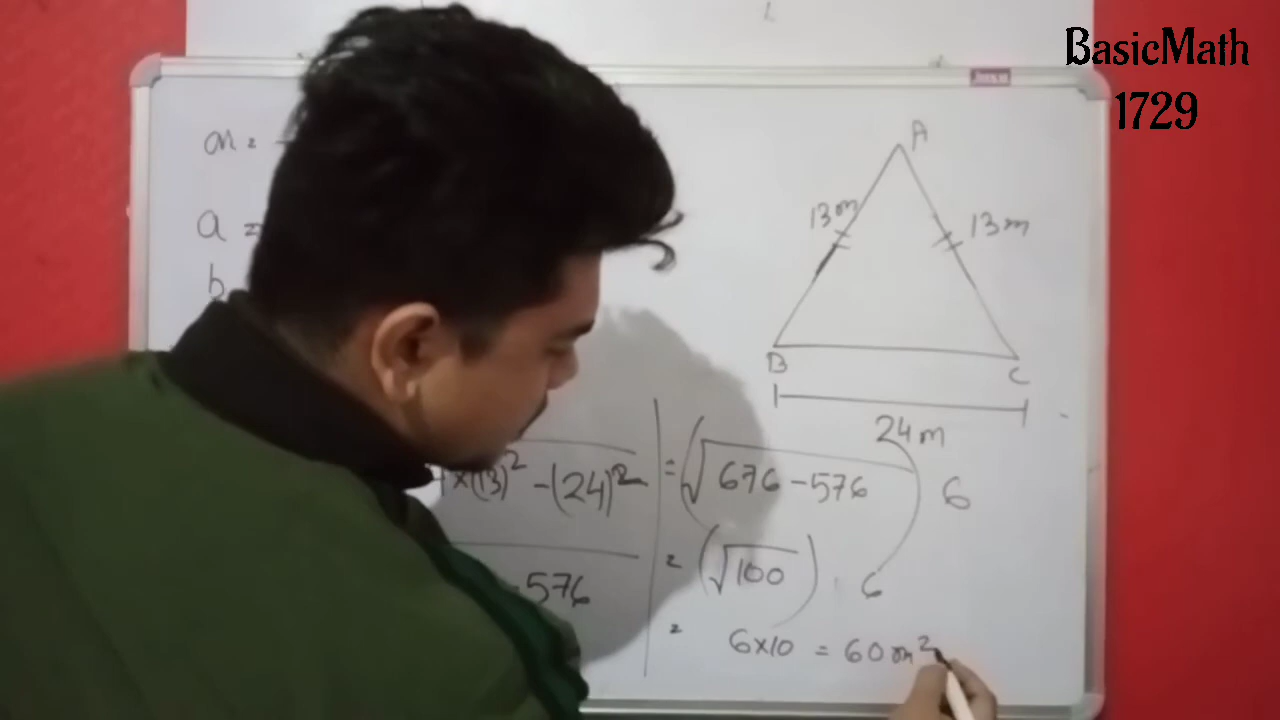 BasicMath
1729
A
a =
13m
13m
b
B
C
24m
×(13)² - (24)²
= (√676 - 576) 6
- 576
= (√100) 6
= 6×10 = 60m²